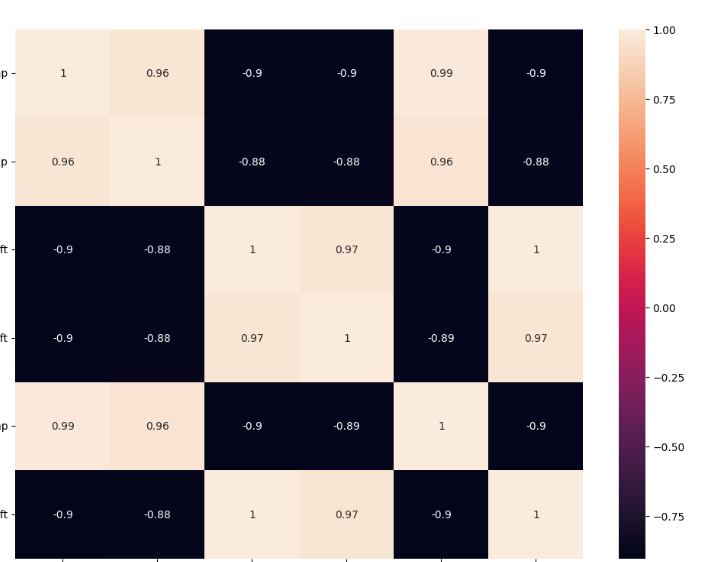 1.00
p
1 0.96 -0.9 -0.9 0.99 -0.9
0.75
p
0.96 1 -0.88 -0.88 0.96 -0.88
0.50
ft
-0.9 -0.88 1 0.97 -0.9 1
0.25
0.00
ft
-0.9 -0.88 0.97 1 -0.89 0.97
−0.25
p
0.99 0.96 -0.9 -0.89 1 -0.9
−0.50
ft
-0.9 -0.88 1 0.97 -0.9 1
−0.75